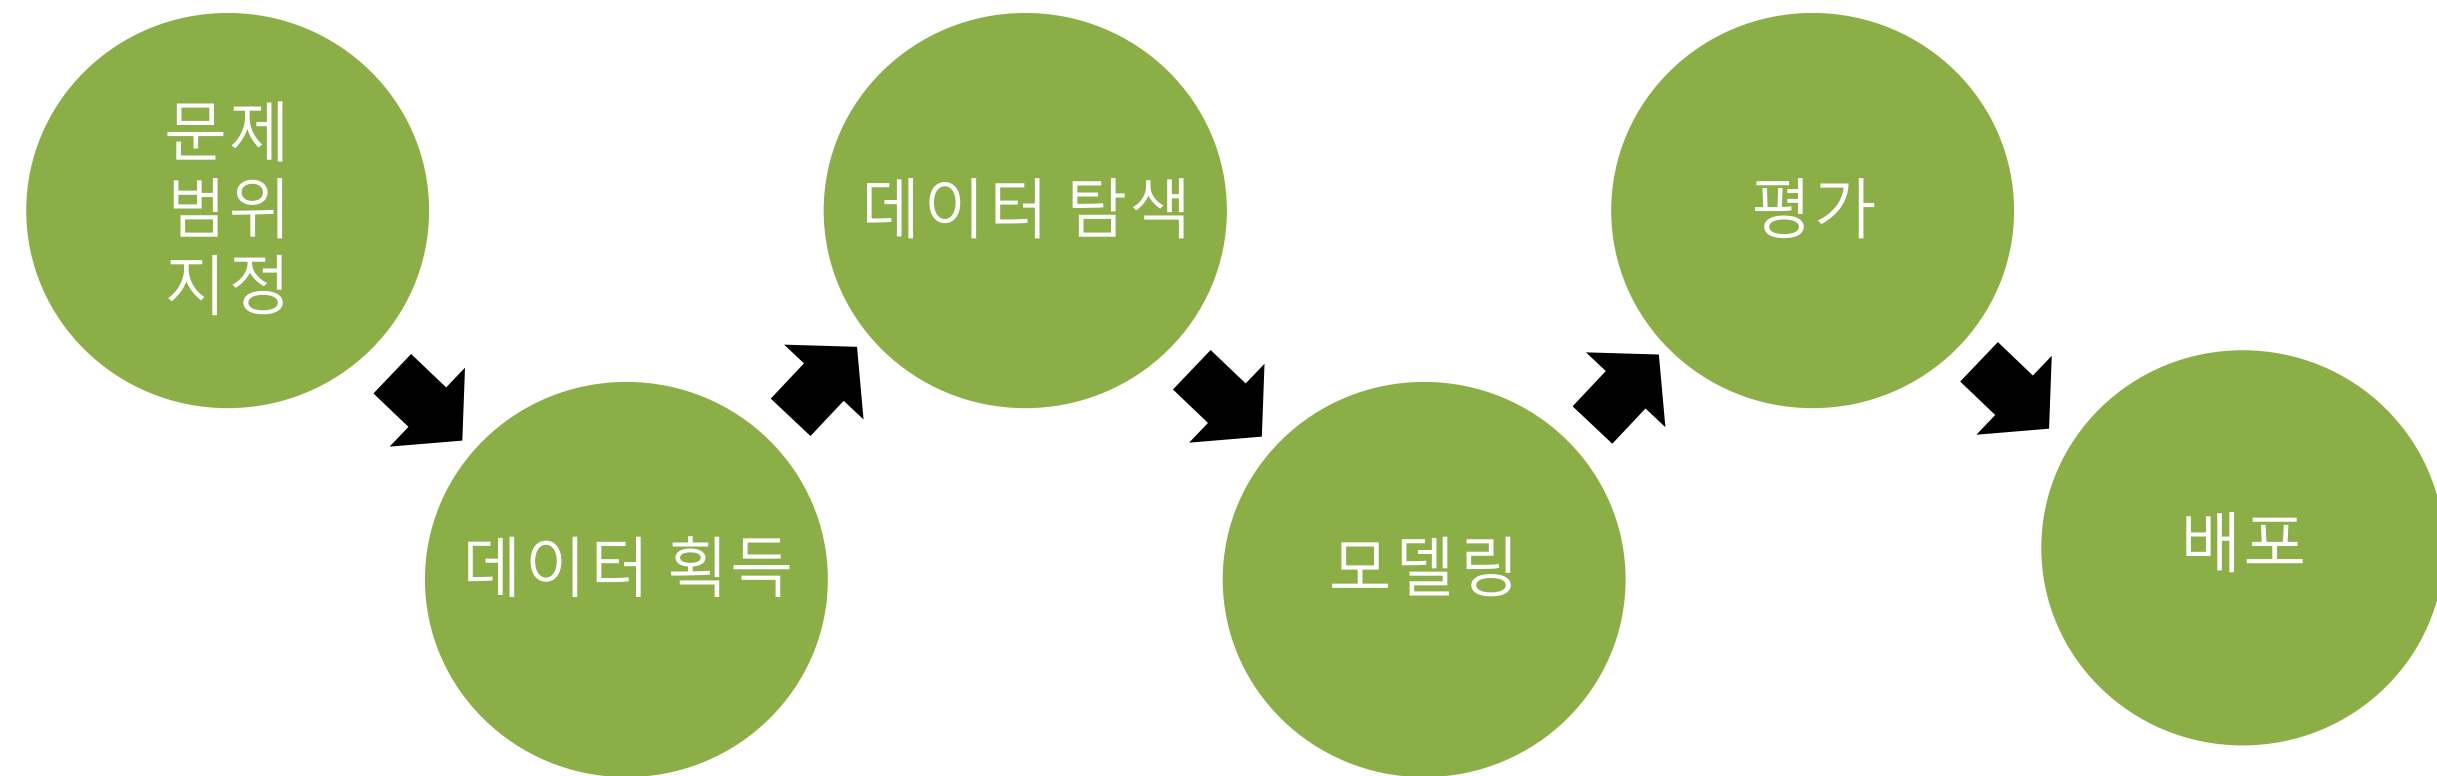 문제
범위
지정
데이터 획득
데이터 탐색
모델링
평가
배포